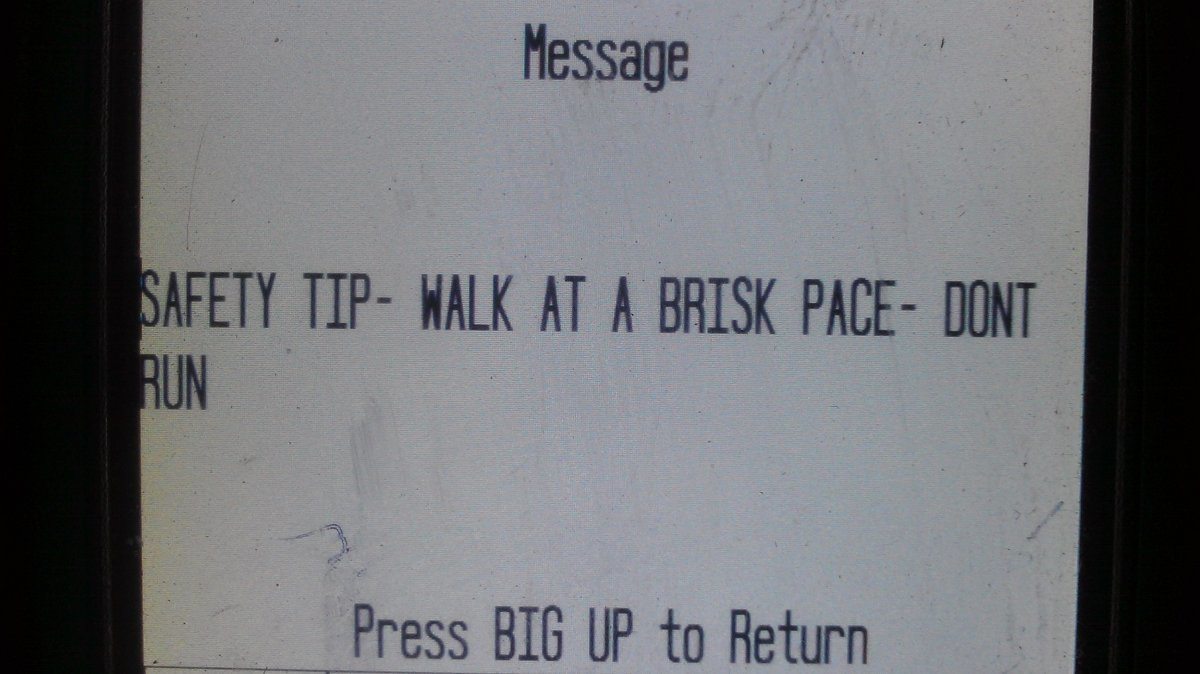 Message
SAFETY TIP- WALK AT A BRISK PACE- DONT
RUN
Press BIG UP to Return